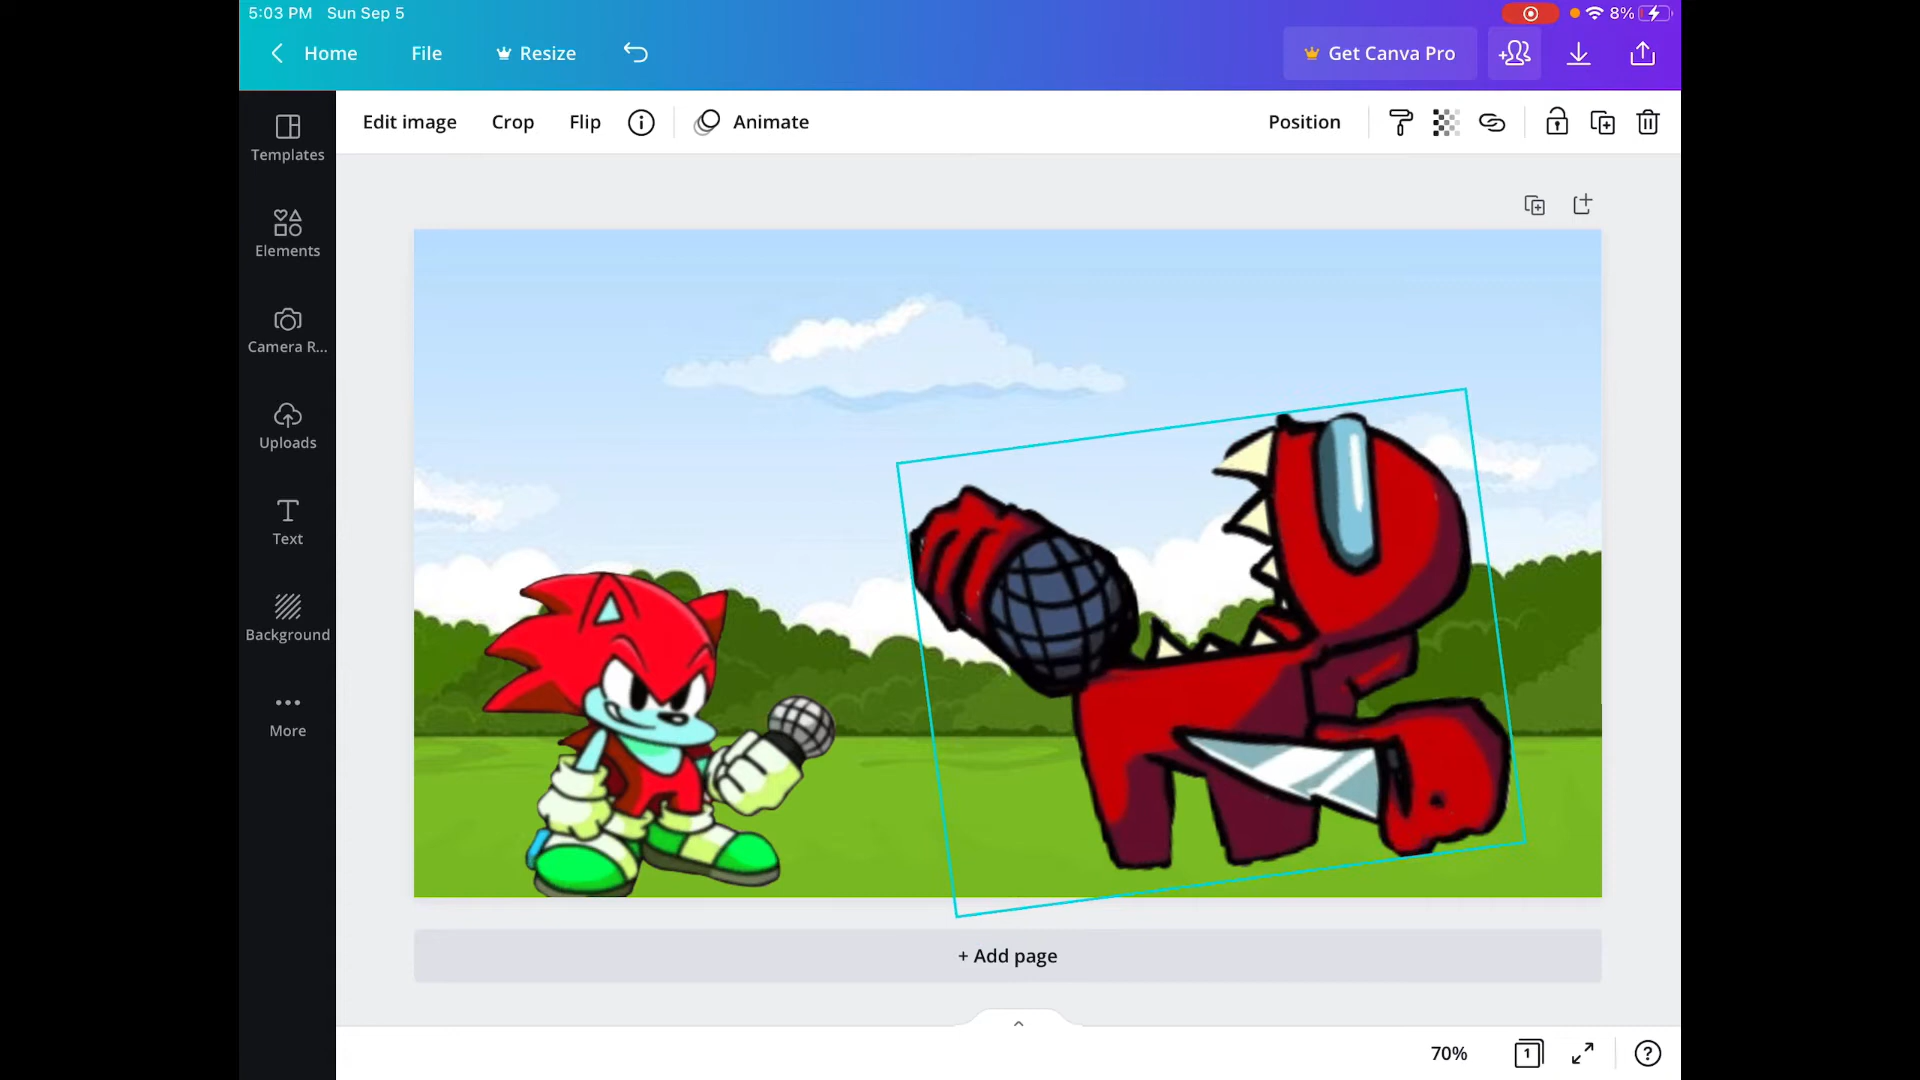 5:03 PM Sun Sep 5
8%
Home File Resize
Get Canva Pro
Edit image Crop Flip Animate
Position
Templates
Elements
Camera R...
Uploads
Text
Background
More
+ Add page
70% 1 ?